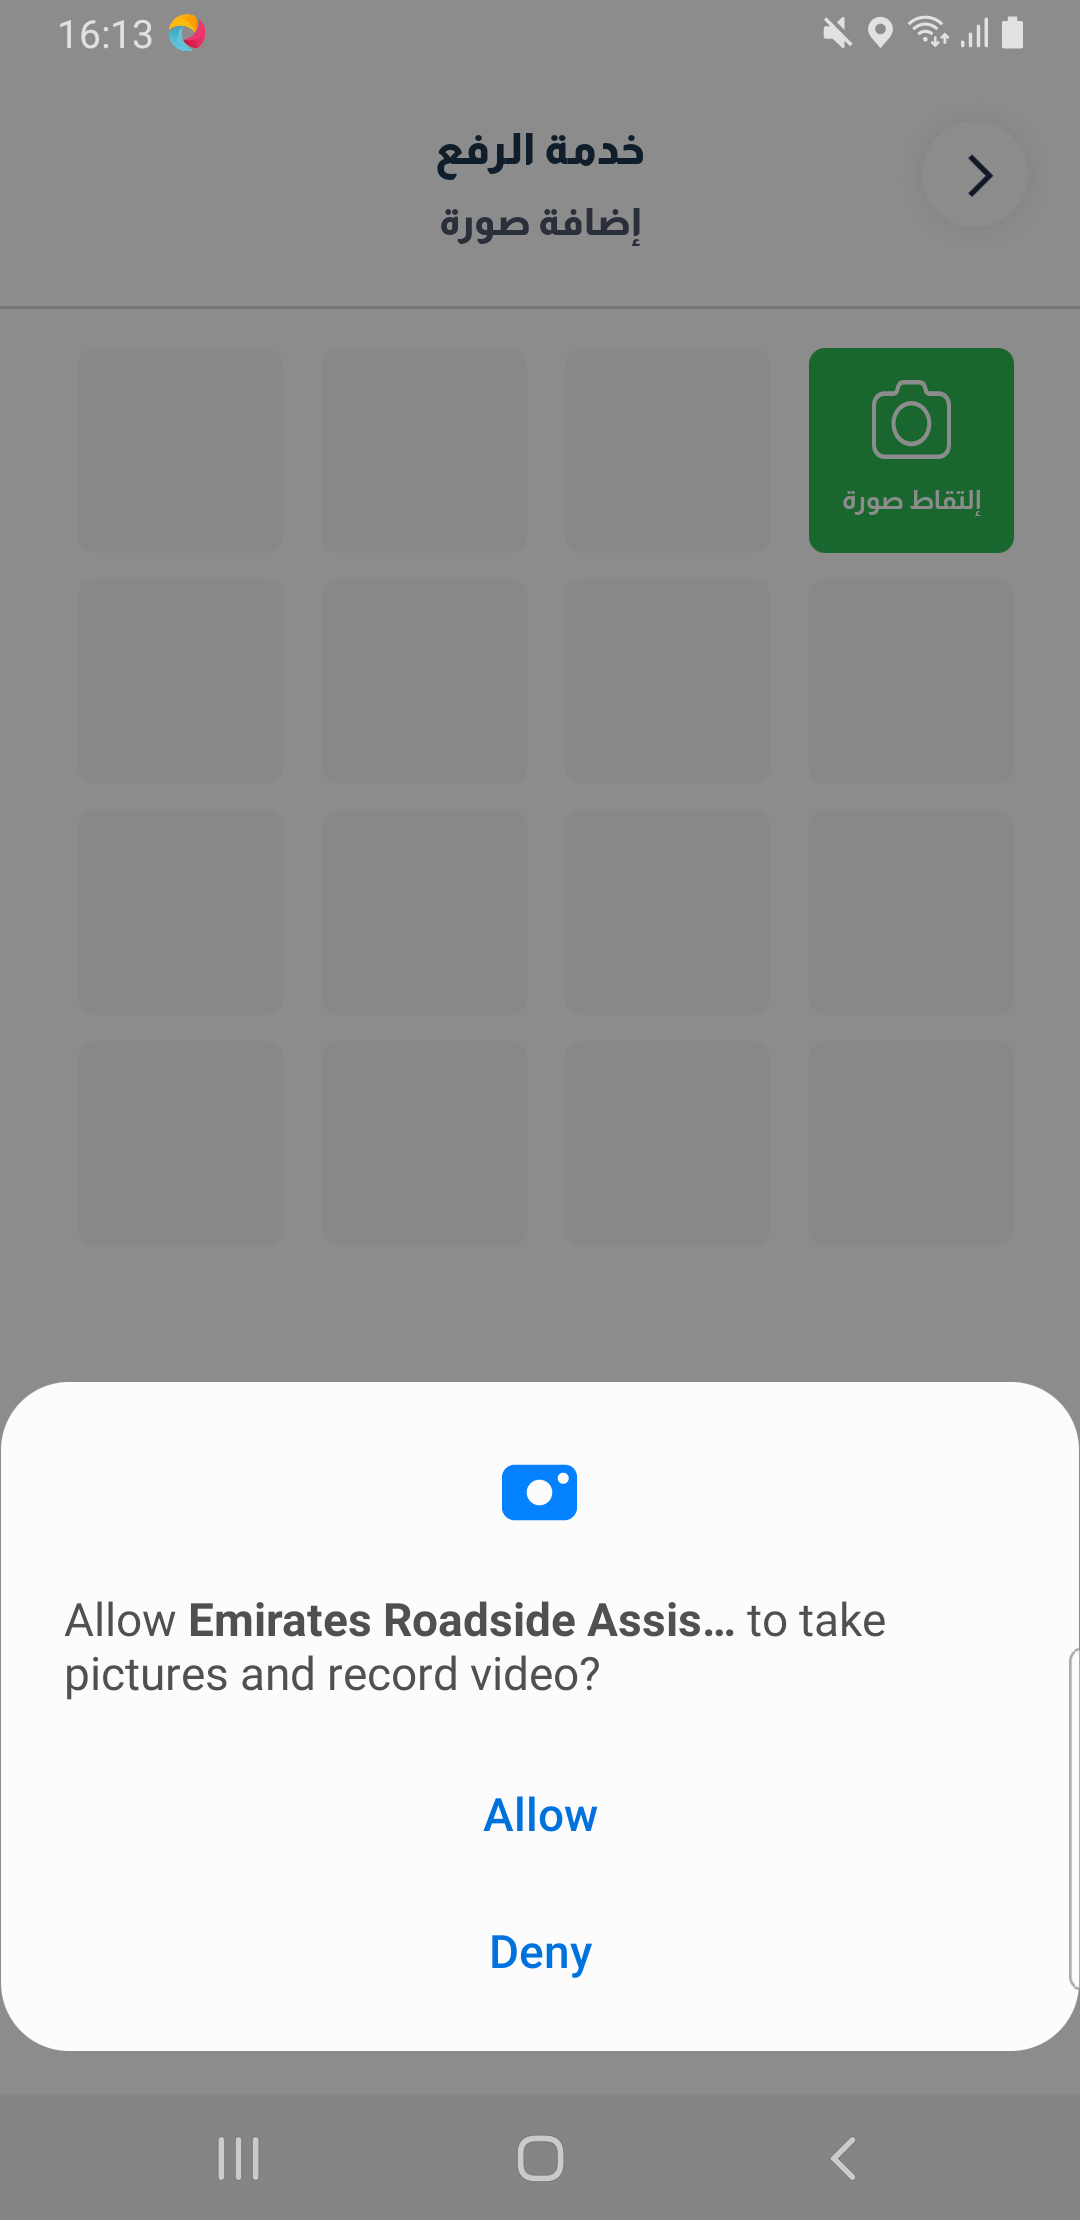 16:13
خدمة الرفع
إضافة صورة
إلتقاط صورة
Allow Emirates Roadside Assis... to take
pictures and record video?
Allow
Deny